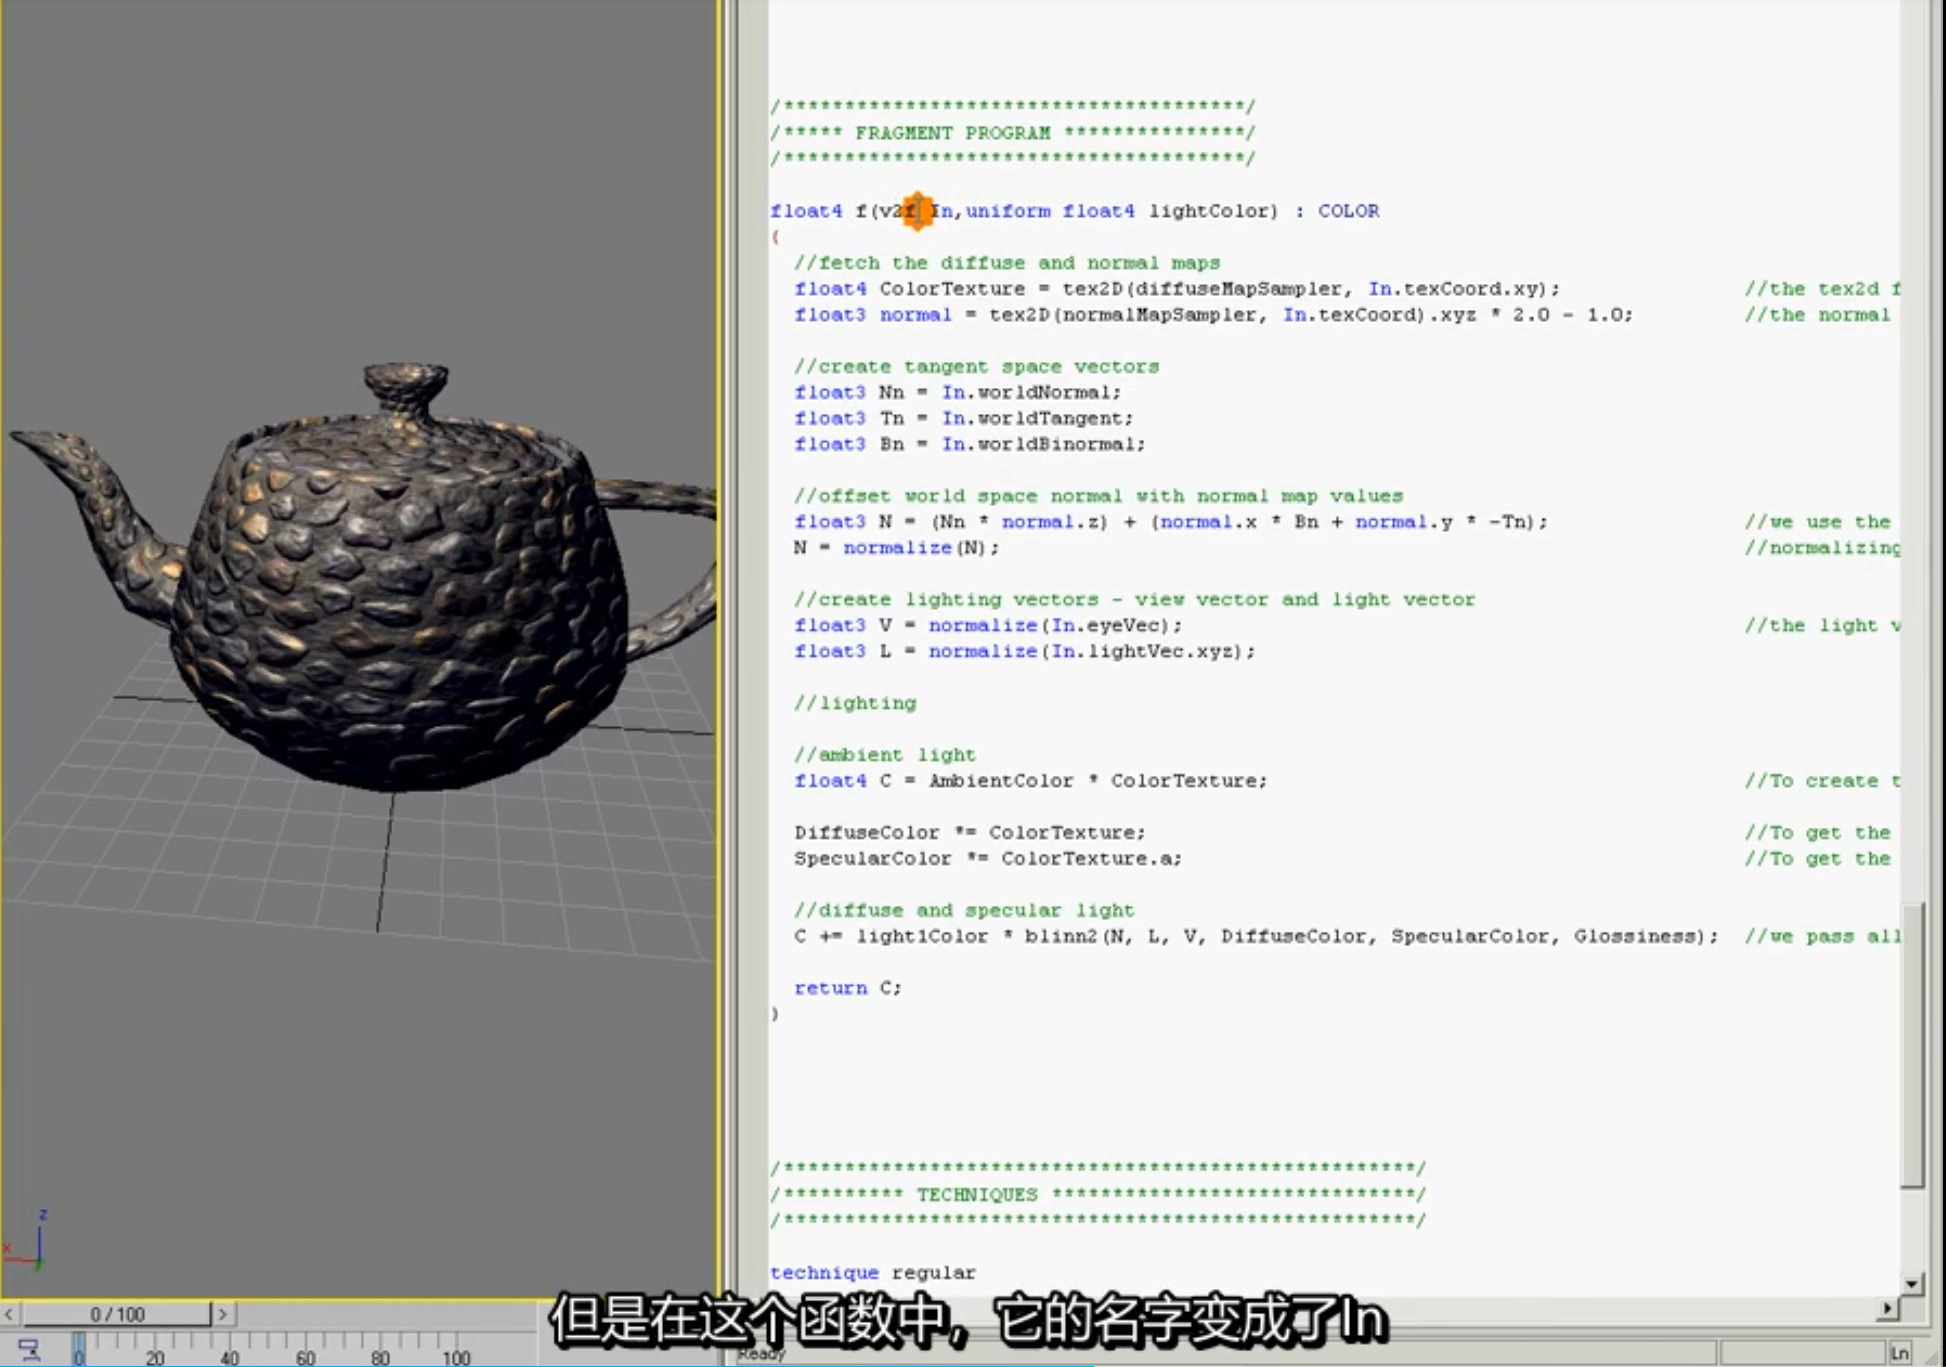 /**************************************/
/***** FRAGMENT PROGRAM ***************/
/**************************************/
float4 f(v2f In,uniform float4 lightColor) : COLOR
{
//fetch the diffuse and normal maps
float4 ColorTexture = tex2D(diffuseMapSampler, In.texCoord.xy); //the tex2d f
float3 normal = tex2D(normalMapSampler, In.texCoord).xyz * 2.0 - 1.0; //the normal
//create tangent space vectors
float3 Nn = In.worldNormal;
float3 Tn = In.worldTangent;
float3 Bn = In.worldBinormal;
//offset world space normal with normal map values
float3 N = (Nn * normal.z) + (normal.x * Bn + normal.y * -Tn); //we use the
N = normalize(N); //normalizing
//create lighting vectors - view vector and light vector
float3 V = normalize(In.eyeVec); //the light v
float3 L = normalize(In.lightVec.xyz);
//lighting
//ambient light
float4 C = AmbientColor * ColorTexture; //To create t
DiffuseColor *= ColorTexture; //To get the
SpecularColor *= ColorTexture.a; //To get the
//diffuse and specular light
C += light1Color * blinn2(N, L, V, DiffuseColor, SpecularColor, Glossiness); //we pass all
return C;
}
/****************************************************/
/********** TECHNIQUES ******************************/
/****************************************************/
technique regular
z
x
< 0 / 100 >
0 20 40 60 80 100
但是在这个函数中，它的名字变成了In
Ready
Ln